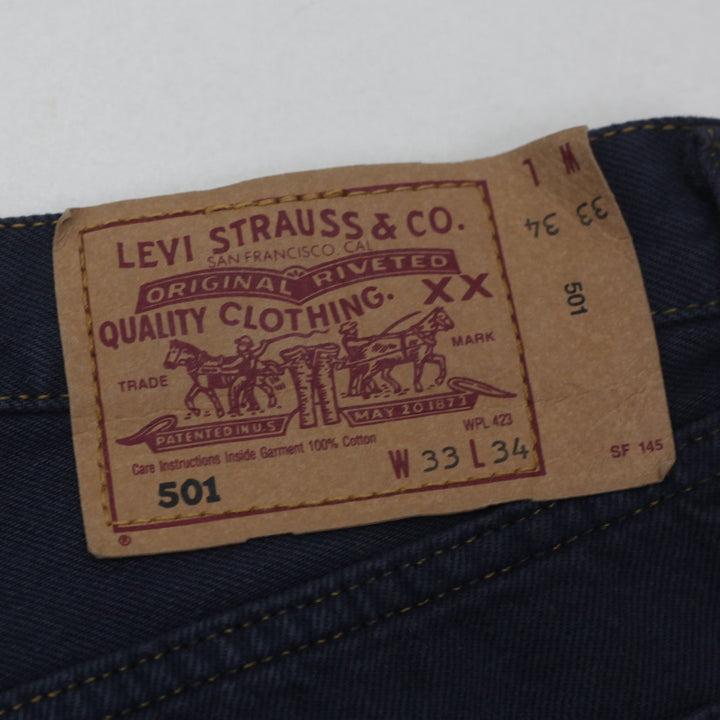 LEVI STRAUSS & CO.
SAN FRANCISCO, CAL
ORIGINAL RIVETED
QUALITY CLOTHING. XX
TRADE MARK
PATENTED IN U.S MAY 20 1873
WPL 423
Care Instructions Inside Garment 100% Cotton
501
W 33 L 34
®
W 33
L 34
501
SF 145